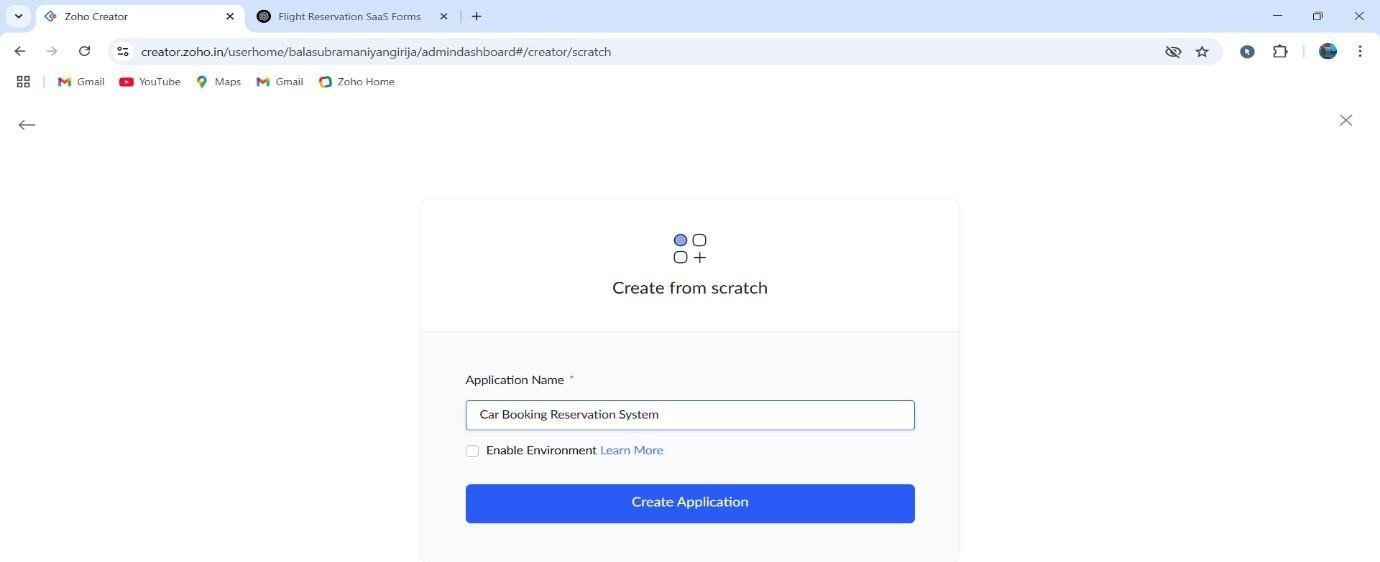 Zoho Creator
Flight Reservation SaaS Forms
creator.zoho.in/userhome/balasubramaniyangirija/admindashboard#/creator/scratch
Gmail YouTube Maps Gmail Zoho Home
Create from scratch
Application Name *
Car Booking Reservation System
Enable Environment Learn More
Create Application